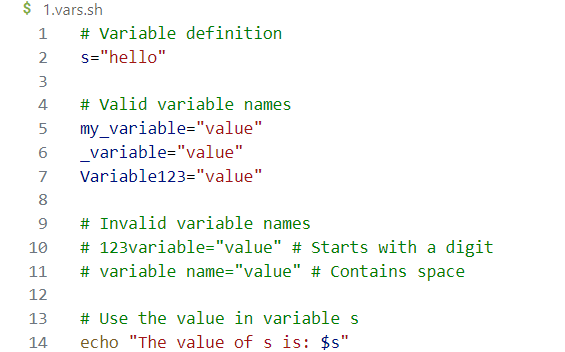 $ 1.vars.sh
1 # Variable definition
2 s="hello"
3
4 # Valid variable names
5 my_variable="value"
6 _variable="value"
7 Variable123="value"
8
9 # Invalid variable names
10 # 123variable="value" # Starts with a digit
11 # variable name="value" # Contains space
12
13 # Use the value in variable s
14 echo "The value of s is: $s"